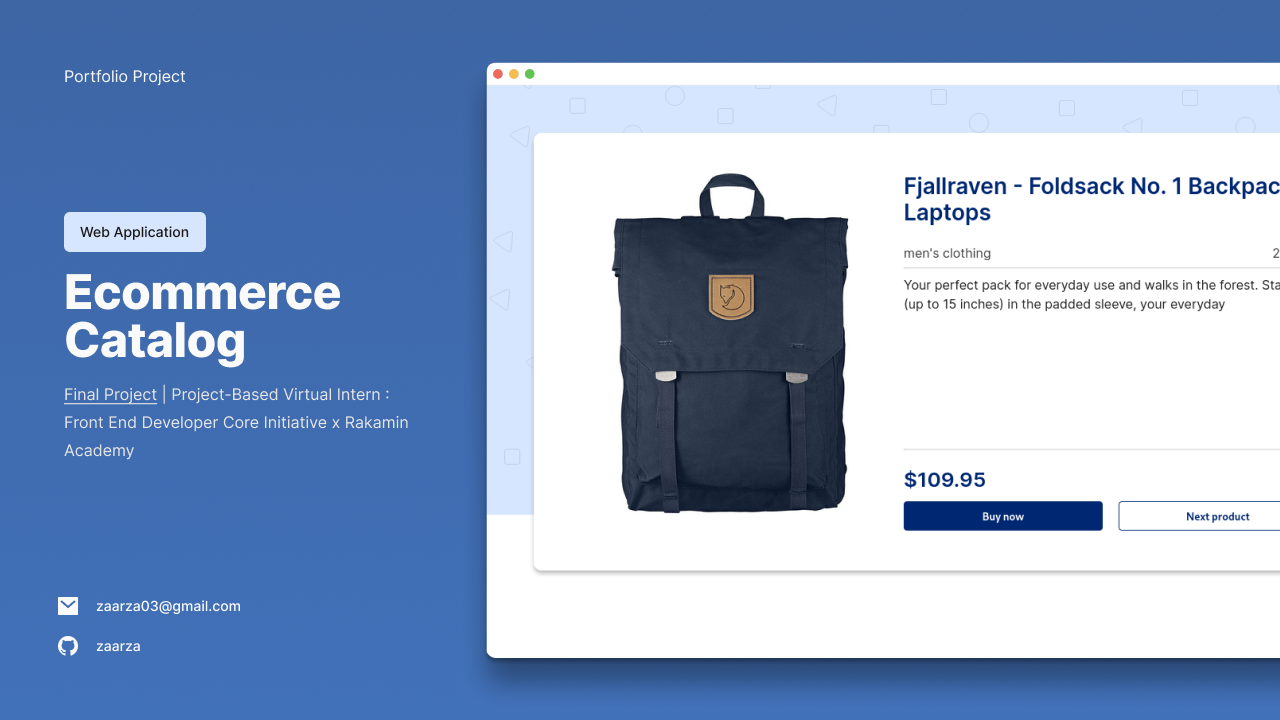 Portfolio Project
Web Application
Ecommerce
Catalog
Final Project | Project-Based Virtual Intern :
Front End Developer Core Initiative x Rakamin
Academy
zaarza03@gmail.com
zaarza
Fjallraven - Foldsack No. 1 Backpac
Laptops
men's clothing
2
Your perfect pack for everyday use and walks in the forest. Sta
(up to 15 inches) in the padded sleeve, your everyday
$109.95
Buy now
Next product